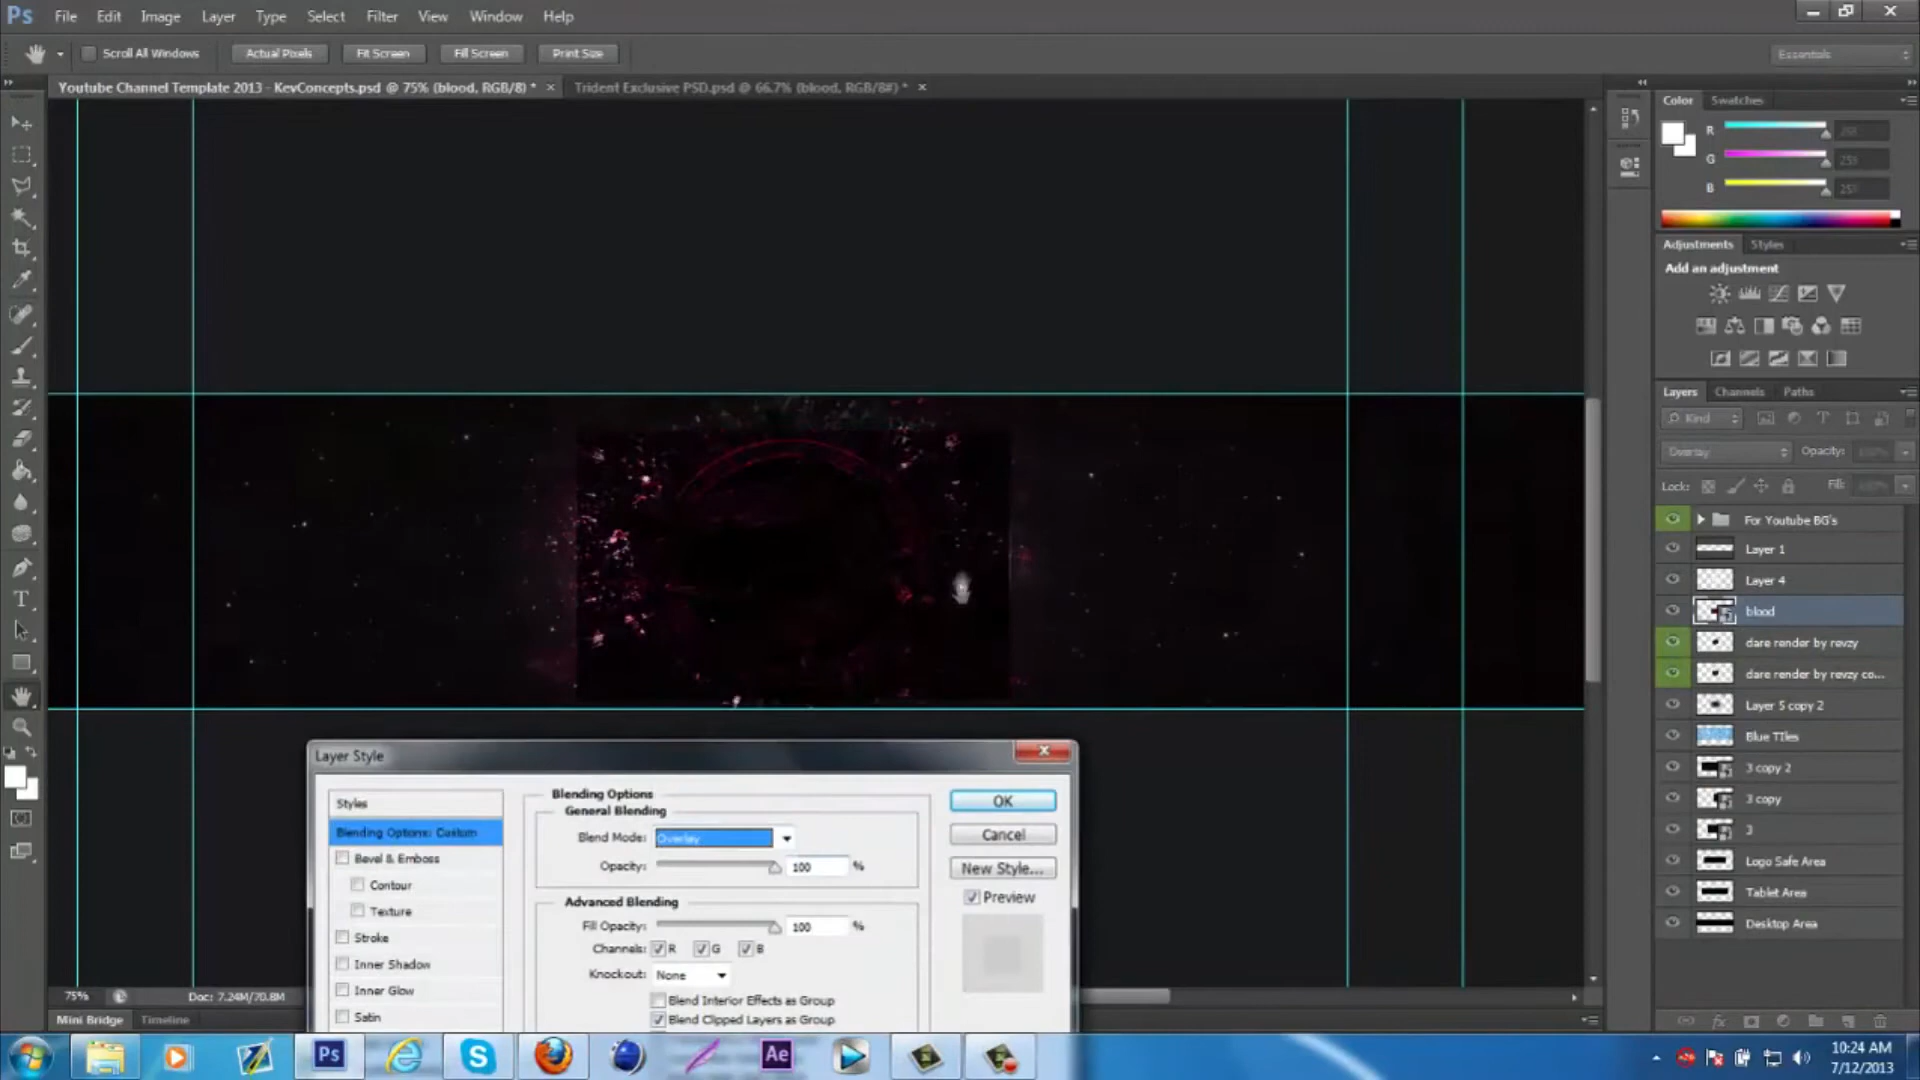 Ps File Edit Image Layer Type Select Filter View Window Help
Scroll All Windows Actual Pixels Fit Screen Fill Screen Print Size Essentials
Youtube Channel Template 2013 - KevConcepts.psd @ 75% (blood, RGB/8) * × Trident Exclusive PSD.psd @ 66.7% (blood, RGB/8#) * ×
Color Swatches
R
G
B
Adjustments Styles
Add an adjustment
Layers Channels Paths
Kind
Overlay Opacity:
Lock: Fill:
For Youtube BG's
Layer 1
Layer 4
blood
dare render by revzy
dare render by revzy co...
Layer 5 copy 2
Blue TIles
3 copy 2
3 copy
3
Logo Safe Area
Tablet Area
Desktop Area
Layer Style
Styles
Blending Options: Custom
Bevel & Emboss
Contour
Texture
Stroke
Inner Shadow
Inner Glow
Satin
Blending Options
General Blending
Blend Mode: Overlay
Opacity: 100 %
Advanced Blending
Fill Opacity: 100 %
Channels: R G B
Knockout: None
Blend Interior Effects as Group
Blend Clipped Layers as Group
OK
Cancel
New Style...
Preview
75% Doc: 7.24M/70.8M
Mini Bridge Timeline
Ps Ae
10:24 AM
7/12/2013